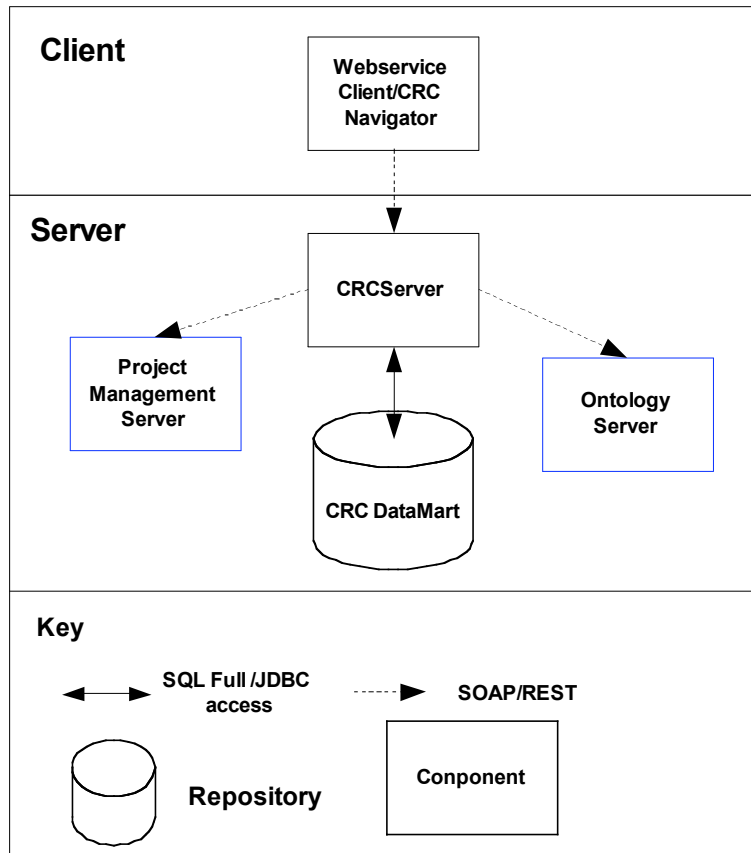 Client
Webservice
Client/CRC
Navigator
Server
CRCServer
Project
Management
Server
Ontology
Server
CRC DataMart
Key
SQL Full /JDBC
access
SOAP/REST
Repository
Conponent